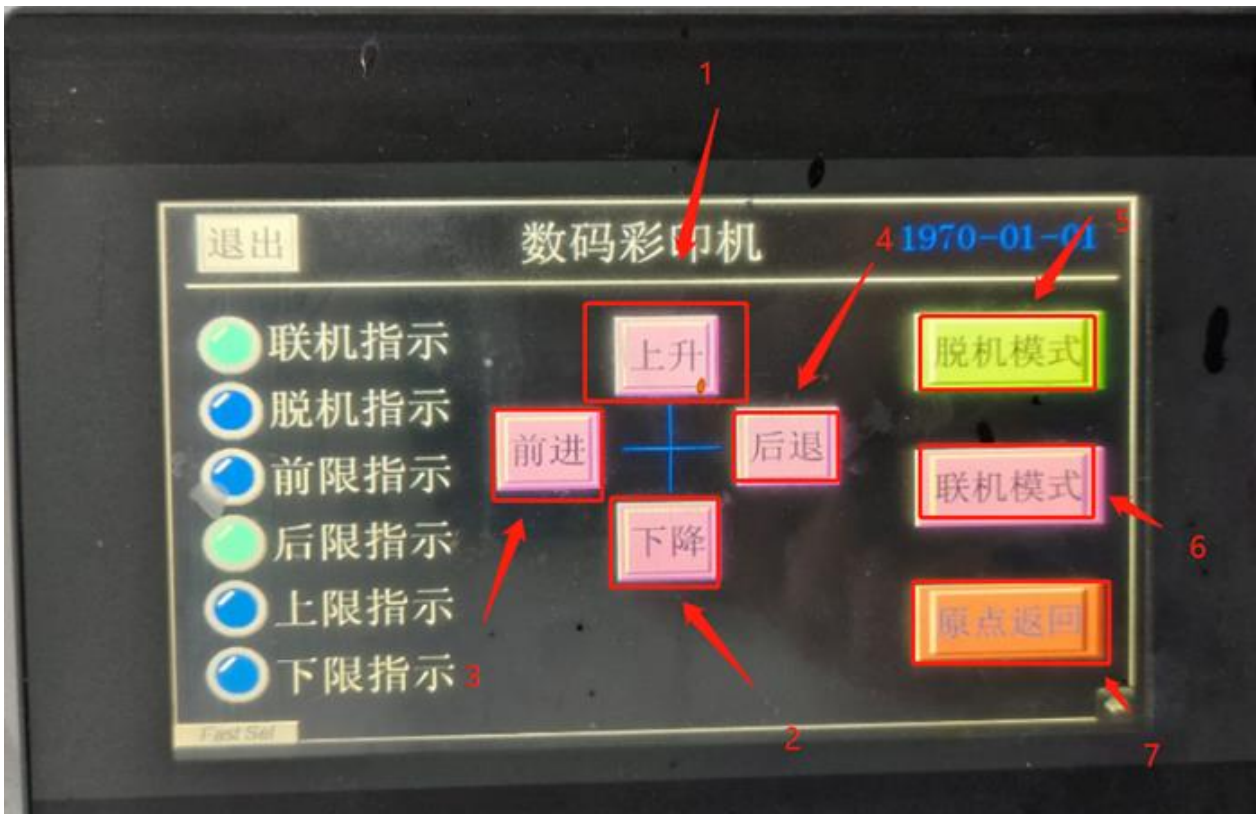 1
退出
数码彩印机
4
1970-01-01
5
联机指示
上升
脱机模式
脱机指示
前进
后退
前限指示
联机模式
后限指示
下降
6
上限指示
原点返回
下限指示
3
2
7
Fast Sel